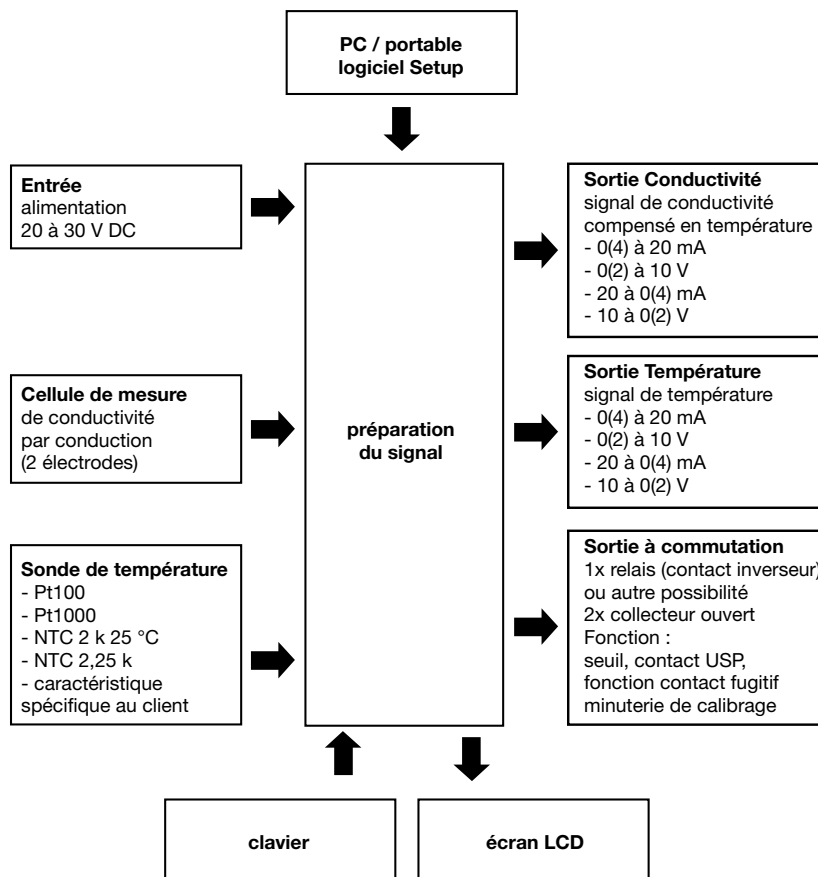 PC / portable
logiciel Setup
Entrée
alimentation
20 à 30 V DC
Cellule de mesure
de conductivité
par conduction
(2 électrodes)
Sonde de température
- Pt100
- Pt1000
- NTC 2 k 25 °C
- NTC 2,25 k
- caractéristique
spécifique au client
préparation
du signal
Sortie Conductivité
signal de conductivité
compensé en température
- 0(4) à 20 mA
- 0(2) à 10 V
- 20 à 0(4) mA
- 10 à 0(2) V
Sortie Température
signal de température
- 0(4) à 20 mA
- 0(2) à 10 V
- 20 à 0(4) mA
- 10 à 0(2) V
Sortie à commutation
1x relais (contact inverseur)
ou autre possibilité
2x collecteur ouvert
Fonction :
seuil, contact USP,
fonction contact fugitif
minuterie de calibrage
clavier
écran LCD